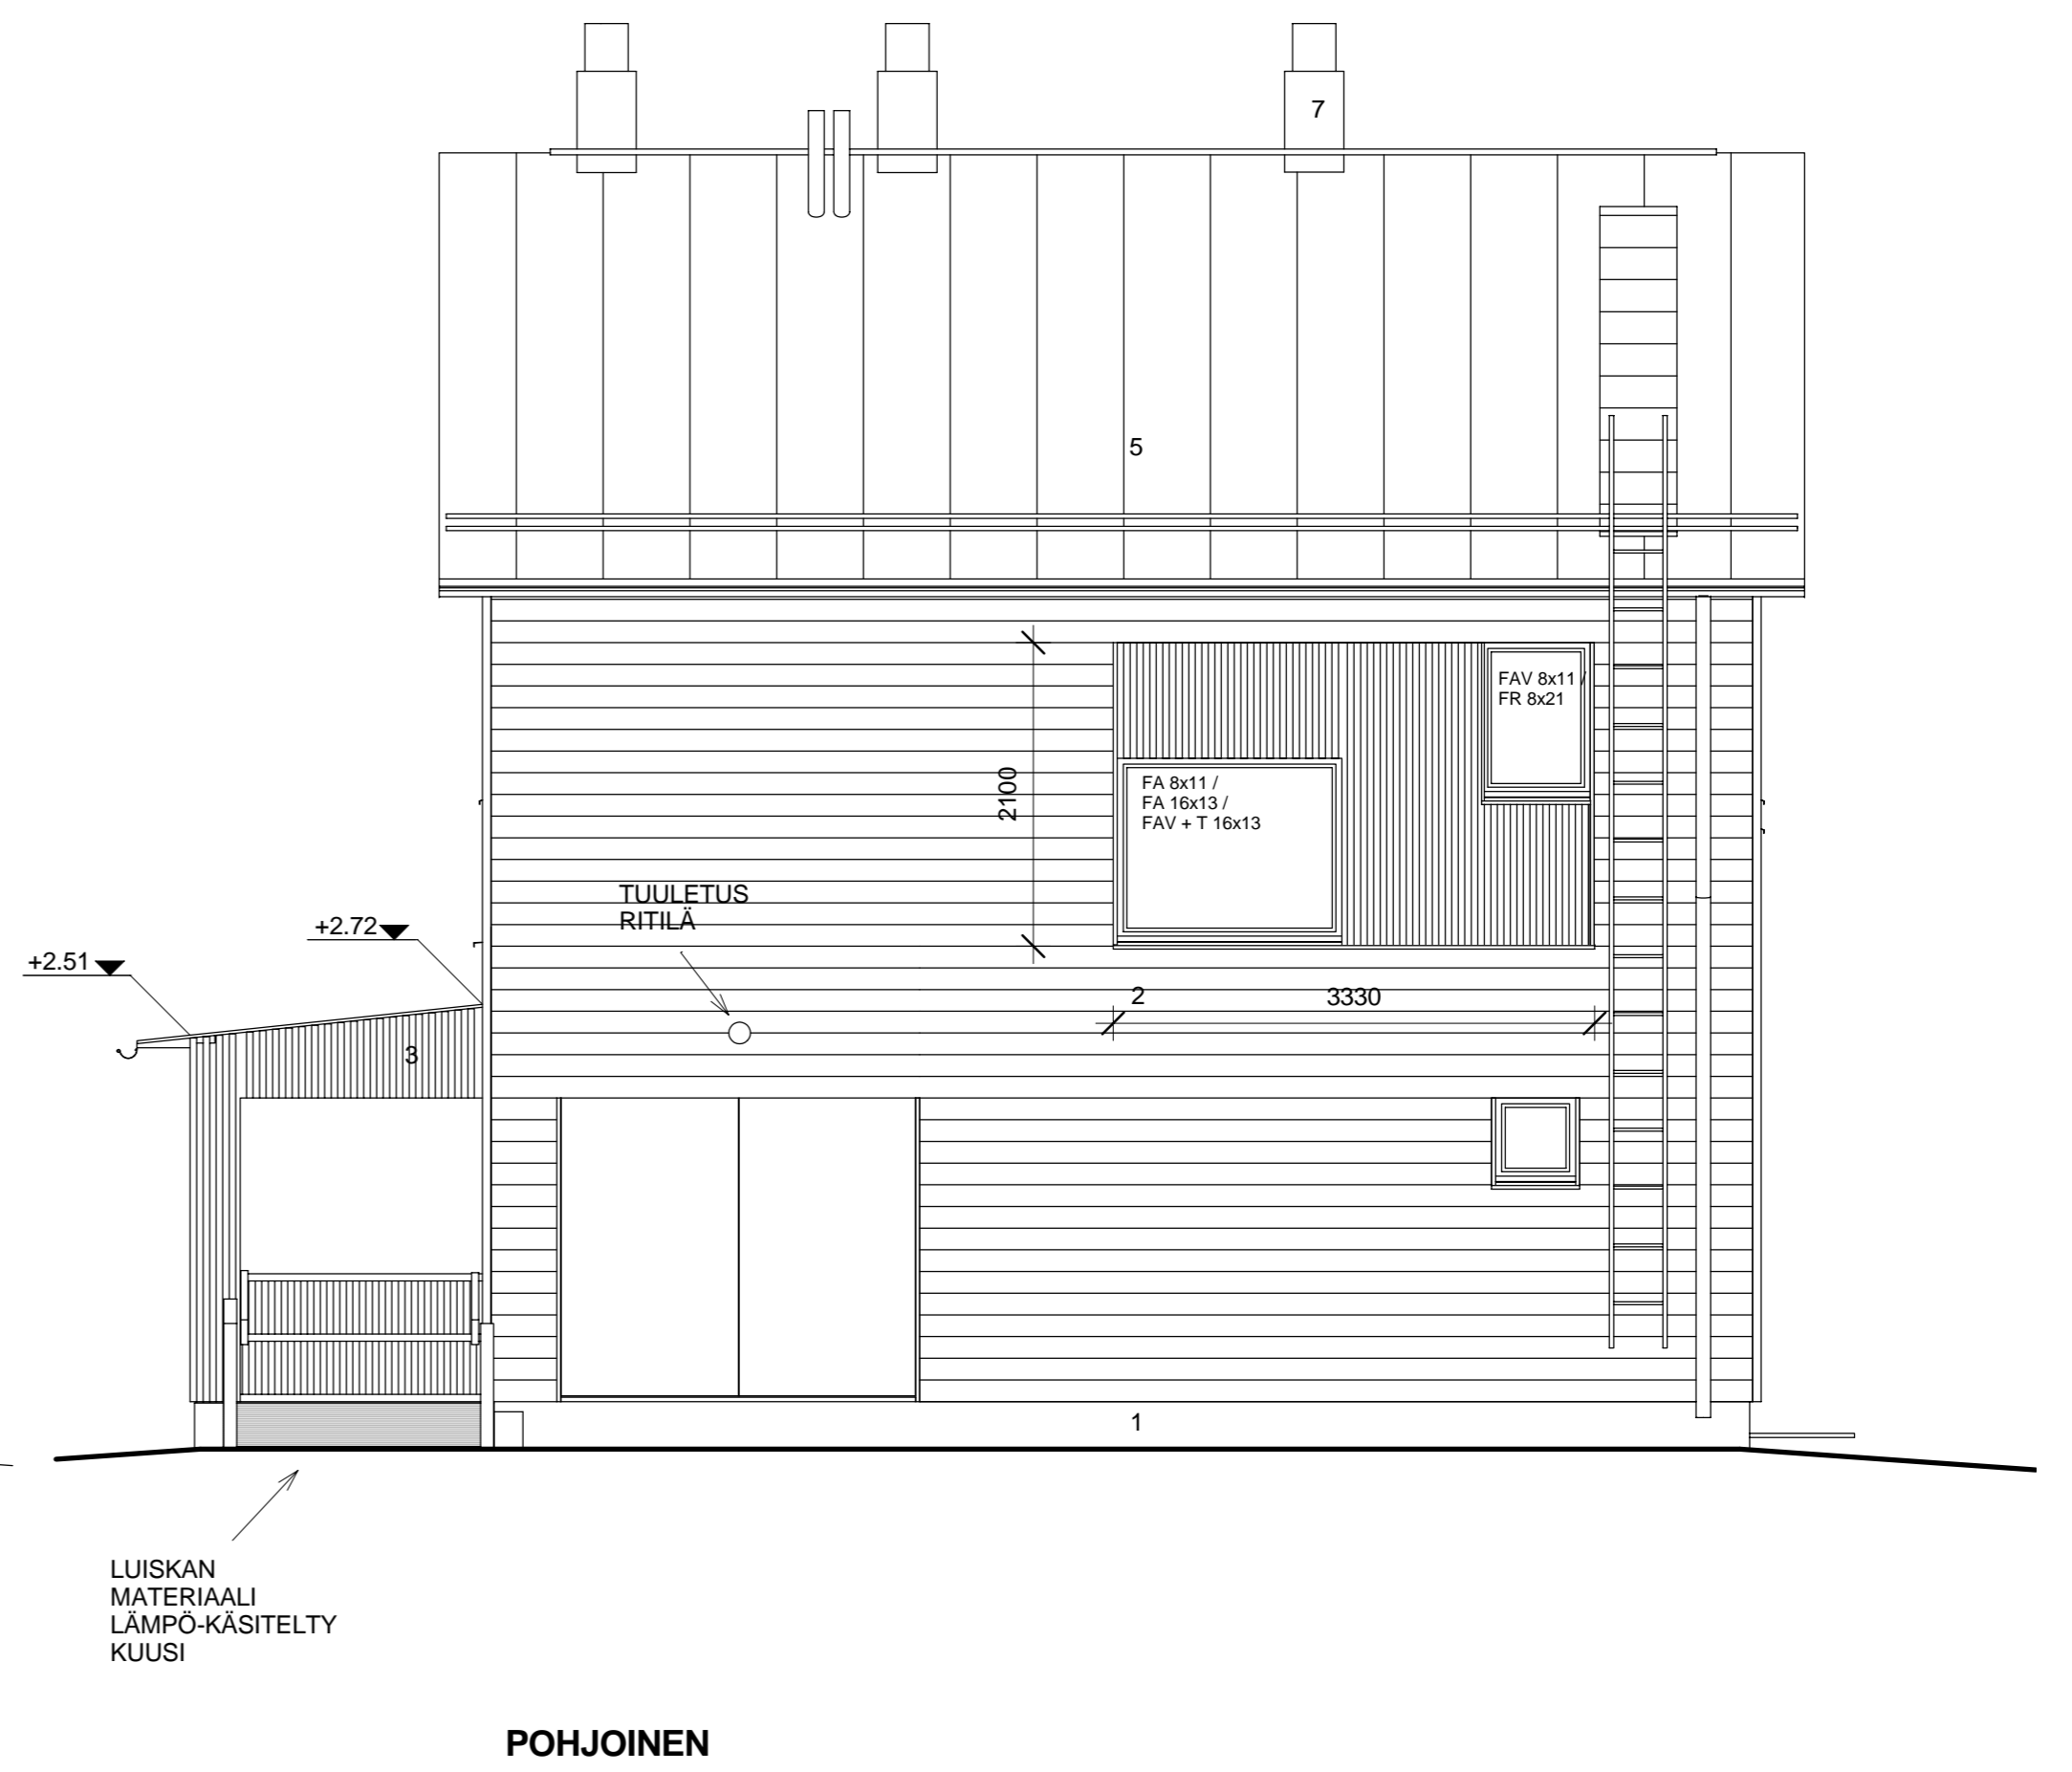 7
5
FAV 8x11 /
FR 8x21
2100
FA 8x11 /
FA 16x13 /
FAV + T 16x13
TUULETUS
RITILÄ
+2.72
+2.51
2
3330
3
1
LUISKAN
MATERIAALI
LÄMPÖ-KÄSITELTY
KUUSI
POHJOINEN